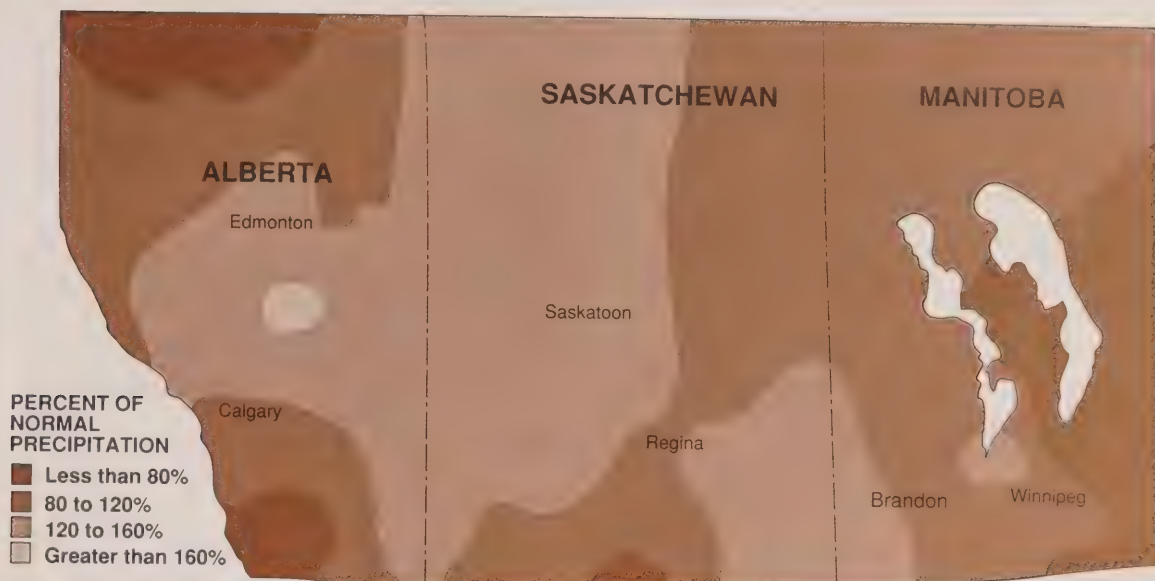 SASKATCHEWAN
MANITOBA
ALBERTA
Edmonton
Saskatoon
Calgary
Regina
Brandon
Winnipeg
PERCENT OF
NORMAL
PRECIPITATION
Less than 80%
80 to 120%
120 to 160%
Greater than 160%